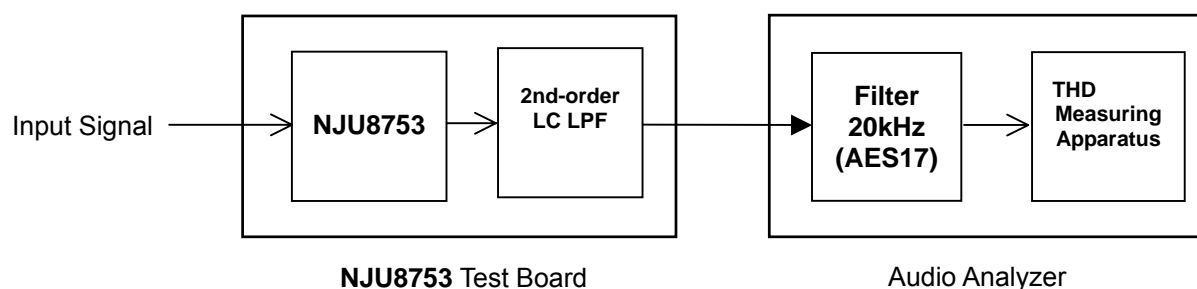 Input Signal
NJU8753
2nd-order
LC LPF
Filter
20kHz
(AES17)
THD
Measuring
Apparatus
NJU8753 Test Board
Audio Analyzer